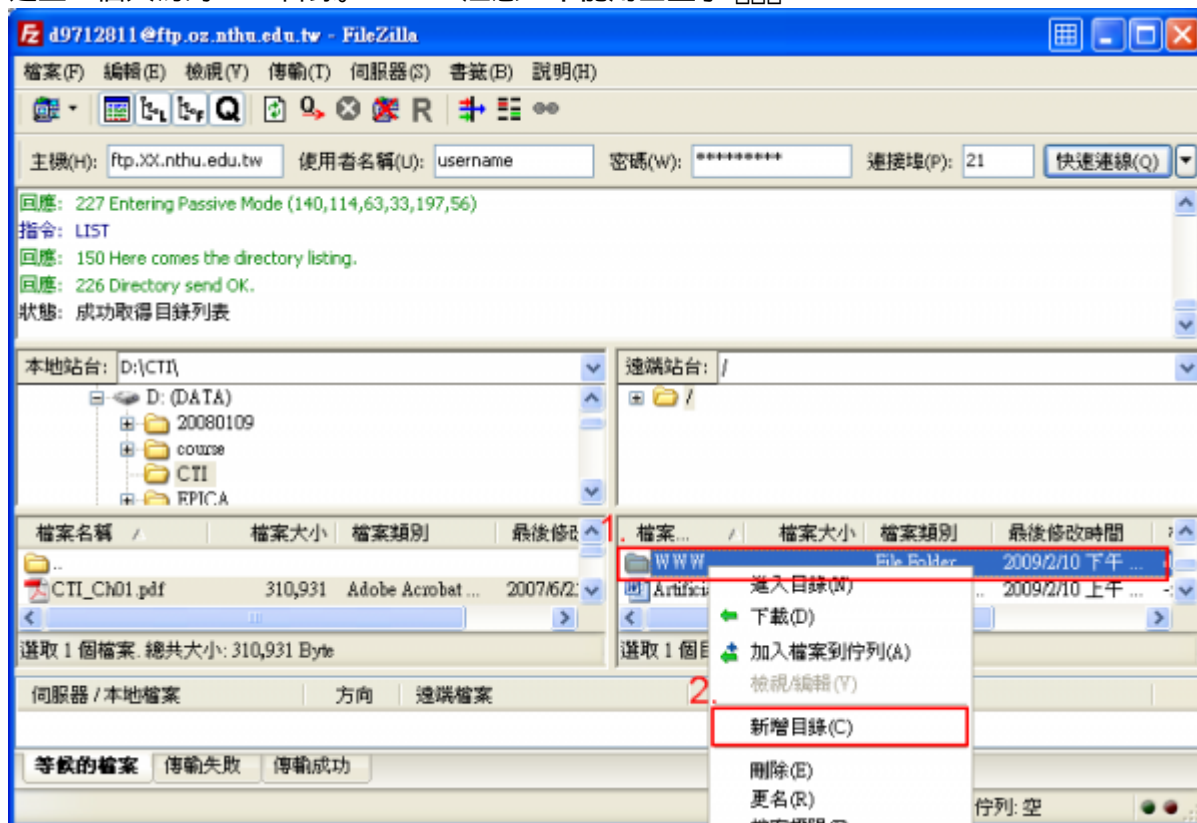 d9712811@ftp.oz.nthu.edu.tw - FileZilla
檔案(F) 編輯(E) 檢視(V) 傳輸(T) 伺服器(S) 書籤(B) 說明(H)
主機(H): ftp.XX.nthu.edu.tw 使用者名稱(U): username 密碼(W): ********* 連接埠(P): 21 快速連線(Q)
回應: 227 Entering Passive Mode (140,114,63,33,197,56)
指令: LIST
回應: 150 Here comes the directory listing.
回應: 226 Directory send OK.
狀態: 成功取得目錄列表
本地站台: D:\CTI\ 遠端站台: /
D: (DATA) /
20080109
course
CTI
EPICA
檔案名稱 檔案大小 檔案類別 最後修改 1. 檔案... 檔案大小 檔案類別 最後修改時間
.. WWW File Folder 2009/2/10 下午 ...
CTI_Ch01.pdf 310,931 Adobe Acrobat ... 2007/6/2 Artificia 2009/2/10 上午 ...
選取 1 個檔案. 總共大小: 310,931 Byte 選取 1 個目
進入目錄(N)
下載(D)
加入檔案到佇列(A)
檢視/編輯(V)
2. 新增目錄(C)
刪除(E)
更名(R)
伺服器 / 本地檔案 方向 遠端檔案
等候的檔案 傳輸失敗 傳輸成功
佇列: 空